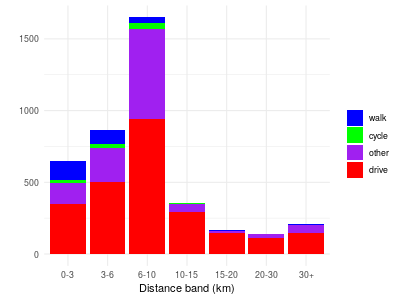 1500
1000
500
0
0-3 3-6 6-10 10-15 15-20 20-30 30+
Distance band (km)
walk
cycle
other
drive